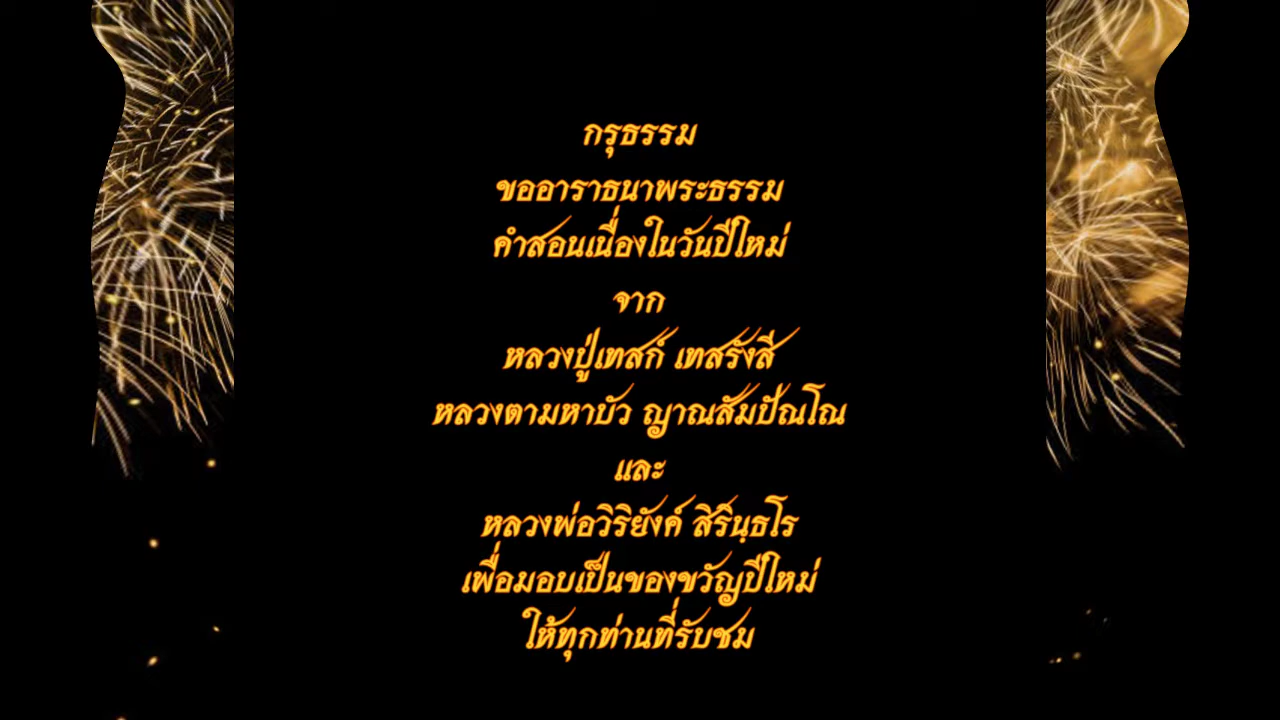 กรุธรรม
ขออาราธนาพระธรรม
คำสอนเนื่องในวันปีใหม่
จาก
หลวงปู่เทสก์ เทสรังสี
หลวงตามหาบัว ญาณสัมปันโน
และ
หลวงพ่อวิริยังค์ สิรินฺธโร
เพื่อมอบเป็นของขวัญปีใหม่
ให้ทุกท่านที่รับชม